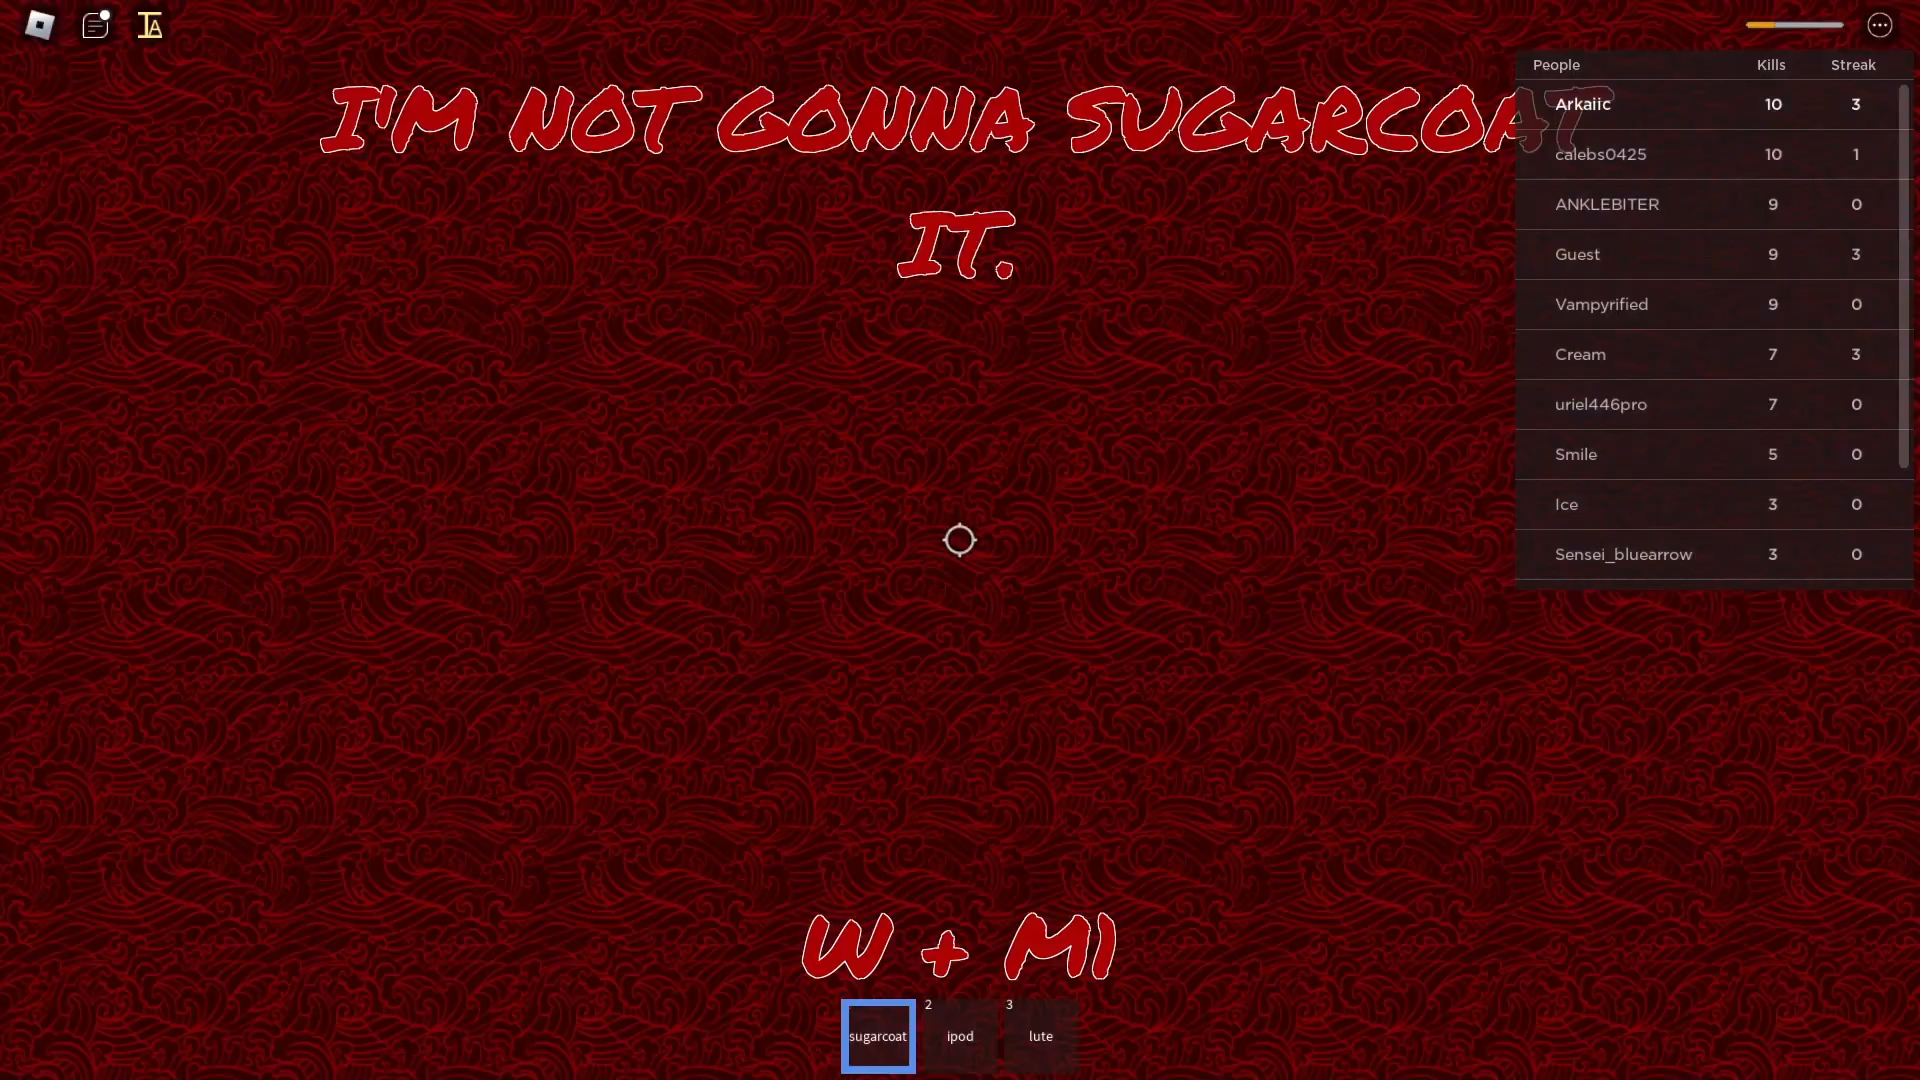 People Kills Streak
I'M NOT GONNA SUGARCOAT
IT.
Arkaiic 10 3
calebs0425 10 1
ANKLEBITER 9 0
Guest 9 3
Vampyrified 9 0
Cream 7 3
uriel446pro 7 0
Smile 5 0
Ice 3 0
Sensei_bluearrow 3 0
W + M1
2 3
sugarcoat ipod lute